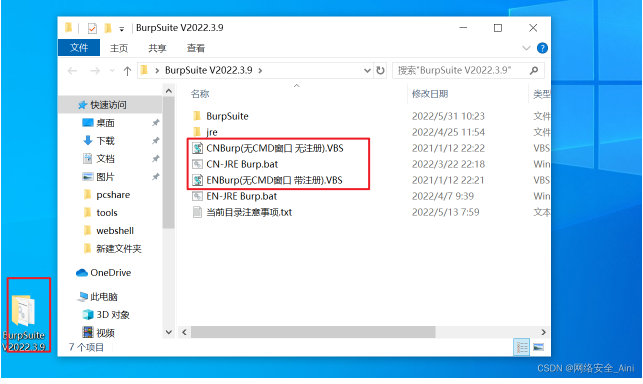 BurpSuite V2022.3.9
文件 主页 共享 查看
BurpSuite V2022.3.9 搜索"BurpSuite V2022.3.9"
名称 修改日期 类型
快速访问
桌面
下载
文档
图片
pcshare
tools
webshell
新建文件夹
OneDrive
此电脑
3D 对象
视频
BurpSuite 2022/5/31 10:23 文件
jre 2022/4/25 11:54 文件
CNBurp(无CMD窗口 无注册).VBS 2021/1/12 22:22 VBS
CN-JRE Burp.bat 2022/3/22 22:18 Win
ENBurp(无CMD窗口 带注册).VBS 2021/1/12 22:21 VBS
EN-JRE Burp.bat 2022/4/7 9:39 Win
当前目录注意事项.txt 2022/5/13 7:59 文本
7 个项目
BurpSuite
V2022.3.9
CSDN @网络安全_Aini